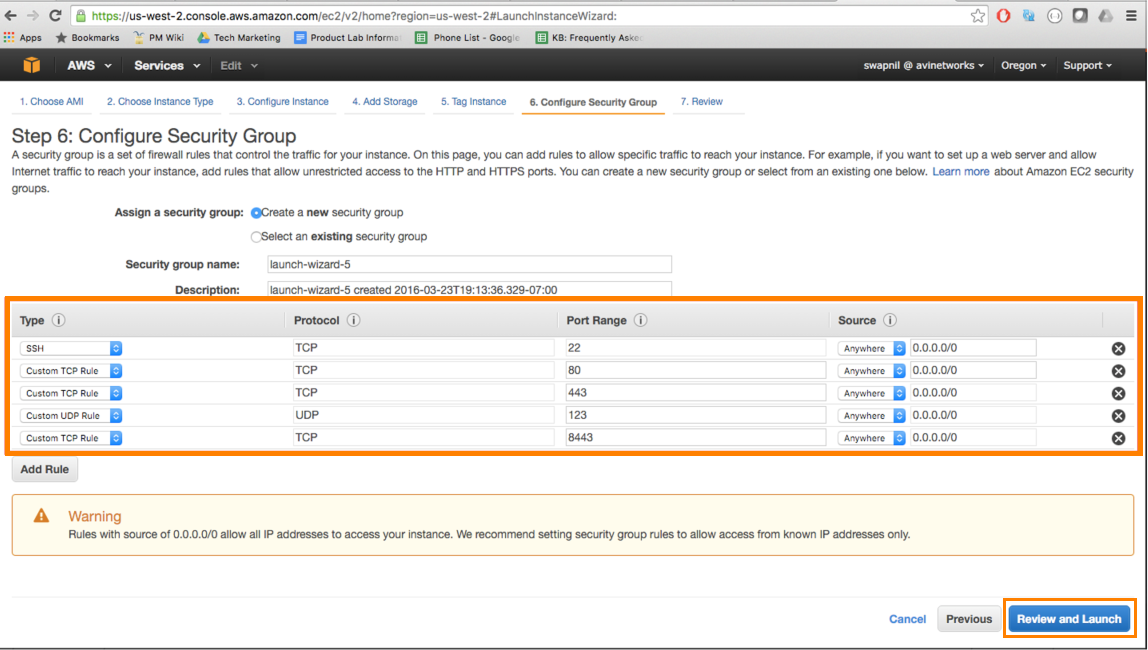 https://us-west-2.console.aws.amazon.com/ec2/v2/home?region=us-west-2#LaunchInstanceWizard:
Apps Bookmarks PM Wiki Tech Marketing Product Lab Informa Phone List - Google KB: Frequently Aske
AWS Services Edit swapnil @ avinetworks Oregon Support
1. Choose AMI 2. Choose Instance Type 3. Configure Instance 4. Add Storage 5. Tag Instance 6. Configure Security Group 7. Review
Step 6: Configure Security Group
A security group is a set of firewall rules that control the traffic for your instance. On this page, you can add rules to allow specific traffic to reach your instance. For example, if you want to set up a web server and allow
Internet traffic to reach your instance, add rules that allow unrestricted access to the HTTP and HTTPS ports. You can create a new security group or select from an existing one below. Learn more about Amazon EC2 security
groups.
Assign a security group: Create a new security group
Select an existing security group
Security group name: launch-wizard-5
Description: launch-wizard-5 created 2016-03-23T19:13:36.329-07:00
Type i Protocol i Port Range i Source i
SSH TCP 22 Anywhere 0.0.0.0/0
Custom TCP Rule TCP 80 Anywhere 0.0.0.0/0
Custom TCP Rule TCP 443 Anywhere 0.0.0.0/0
Custom UDP Rule UDP 123 Anywhere 0.0.0.0/0
Custom TCP Rule TCP 8443 Anywhere 0.0.0.0/0
Add Rule
Warning
Rules with source of 0.0.0.0/0 allow all IP addresses to access your instance. We recommend setting security group rules to allow access from known IP addresses only.
Cancel Previous Review and Launch